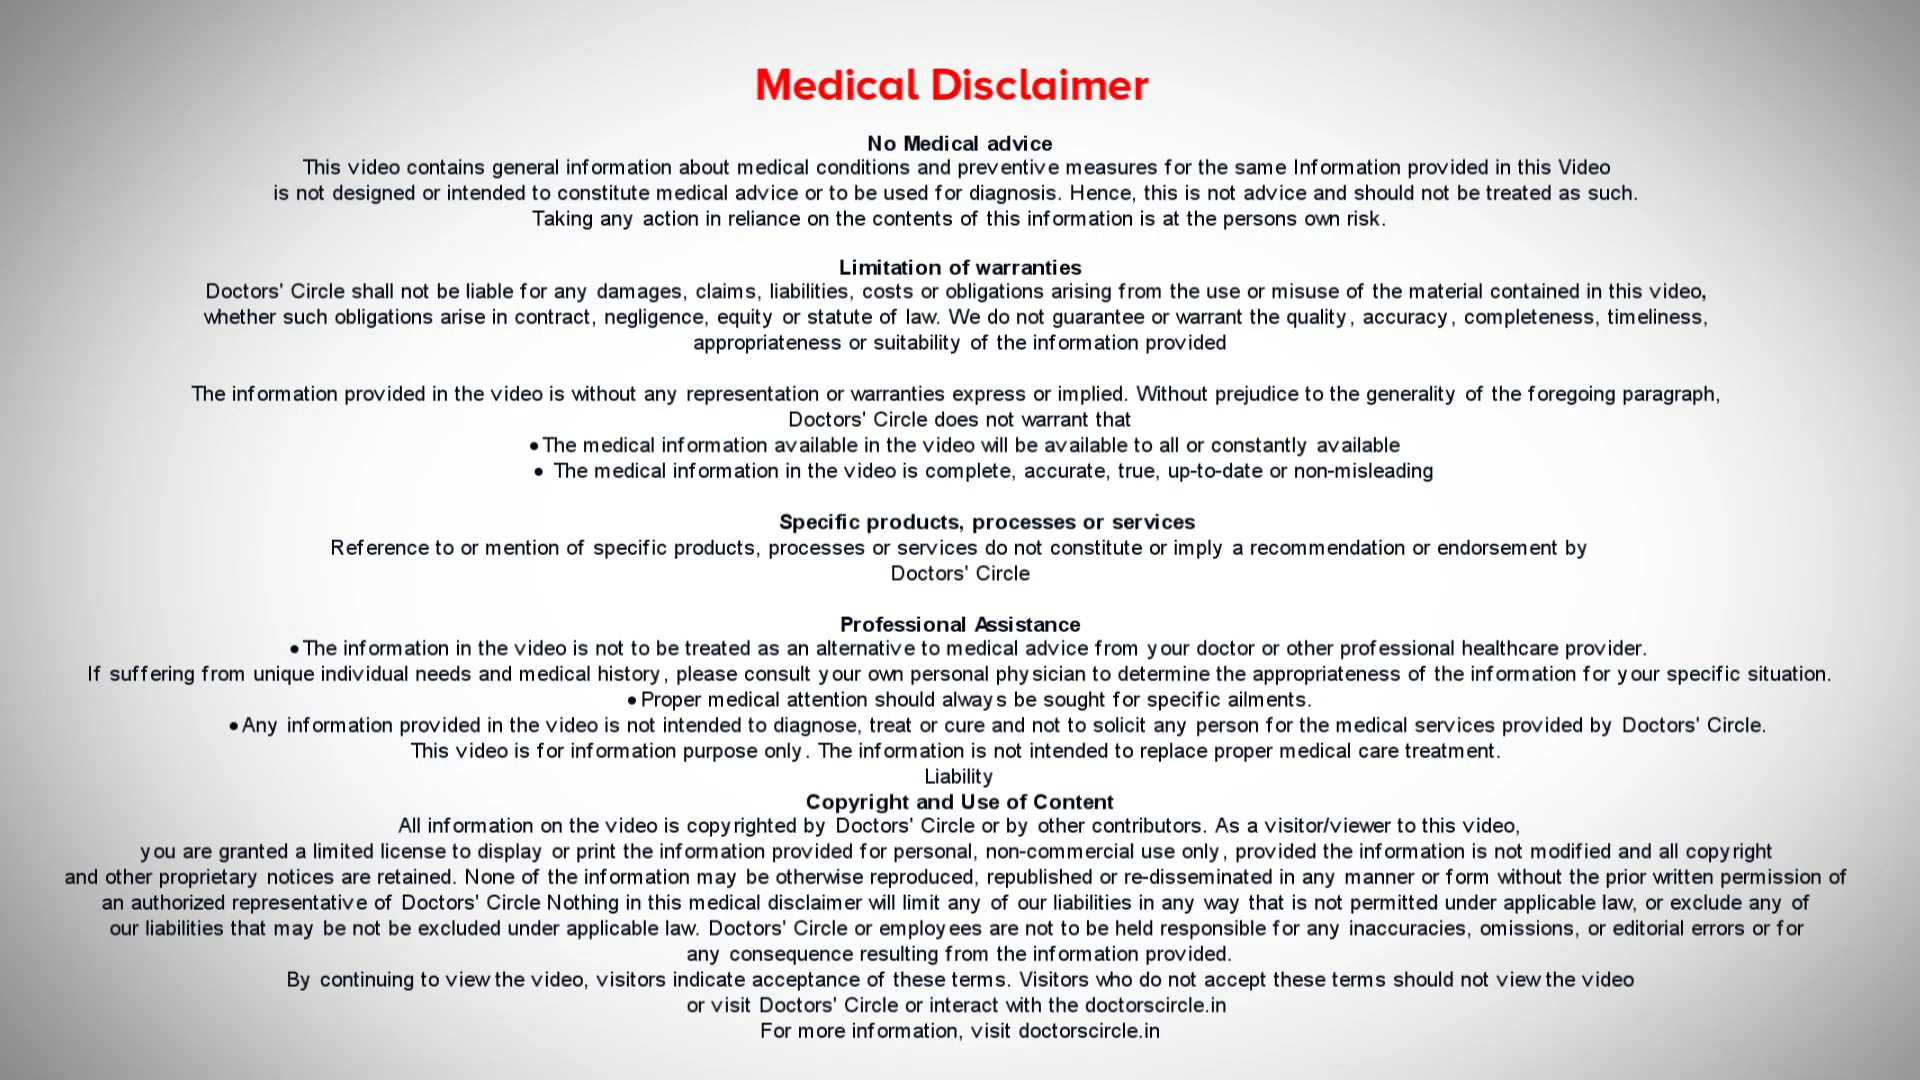 Medical Disclaimer
No Medical advice
This video contains general information about medical conditions and preventive measures for the same Information provided in this Video
is not designed or intended to constitute medical advice or to be used for diagnosis. Hence, this is not advice and should not be treated as such.
Taking any action in reliance on the contents of this information is at the persons own risk.
Limitation of warranties
Doctors' Circle shall not be liable for any damages, claims, liabilities, costs or obligations arising from the use or misuse of the material contained in this video,
whether such obligations arise in contract, negligence, equity or statute of law. We do not guarantee or warrant the quality, accuracy, completeness, timeliness,
appropriateness or suitability of the information provided
The information provided in the video is without any representation or warranties express or implied. Without prejudice to the generality of the foregoing paragraph,
Doctors' Circle does not warrant that
•The medical information available in the video will be available to all or constantly available
• The medical information in the video is complete, accurate, true, up-to-date or non-misleading
Specific products, processes or services
Reference to or mention of specific products, processes or services do not constitute or imply a recommendation or endorsement by
Doctors' Circle
Professional Assistance
•The information in the video is not to be treated as an alternative to medical advice from your doctor or other professional healthcare provider.
If suffering from unique individual needs and medical history, please consult your own personal physician to determine the appropriateness of the information for your specific situation.
•Proper medical attention should always be sought for specific ailments.
•Any information provided in the video is not intended to diagnose, treat or cure and not to solicit any person for the medical services provided by Doctors' Circle.
This video is for information purpose only. The information is not intended to replace proper medical care treatment.
Liability
Copyright and Use of Content
All information on the video is copyrighted by Doctors' Circle or by other contributors. As a visitor/viewer to this video,
you are granted a limited license to display or print the information provided for personal, non-commercial use only, provided the information is not modified and all copyright
and other proprietary notices are retained. None of the information may be otherwise reproduced, republished or re-disseminated in any manner or form without the prior written permission of
an authorized representative of Doctors' Circle Nothing in this medical disclaimer will limit any of our liabilities in any way that is not permitted under applicable law, or exclude any of
our liabilities that may be not be excluded under applicable law. Doctors' Circle or employees are not to be held responsible for any inaccuracies, omissions, or editorial errors or for
any consequence resulting from the information provided.
By continuing to view the video, visitors indicate acceptance of these terms. Visitors who do not accept these terms should not view the video
or visit Doctors' Circle or interact with the doctorscircle.in
For more information, visit doctorscircle.in